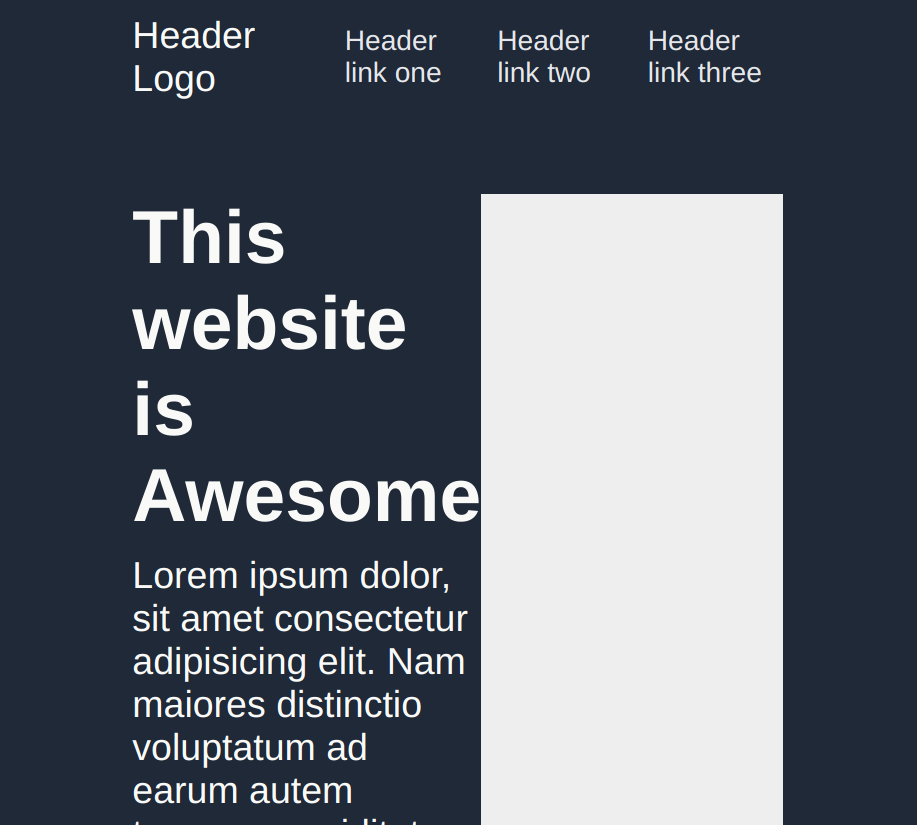 Header
Logo
Header
link one
Header
link two
Header
link three
This
website
is
Awesome
Lorem ipsum dolor,
sit amet consectetur
adipisicing elit. Nam
maiores distinctio
voluptatum ad
earum autem